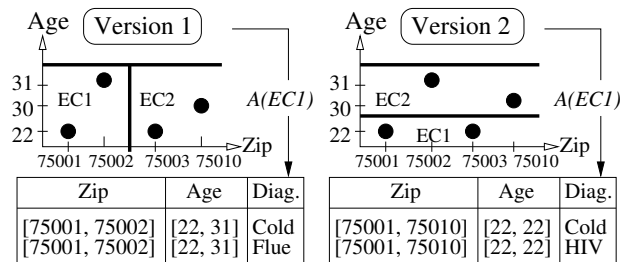 Age Version 1
31
30
22
EC1 EC2
A(EC1)
75001 75002 75003 75010 Zip
Zip Age Diag.
[75001, 75002] [22, 31] Cold
[75001, 75002] [22, 31] Flue
Age Version 2
31
30
22
EC2
EC1
A(EC1)
75001 75002 75003 75010 Zip
Zip Age Diag.
[75001, 75010] [22, 22] Cold
[75001, 75010] [22, 22] HIV